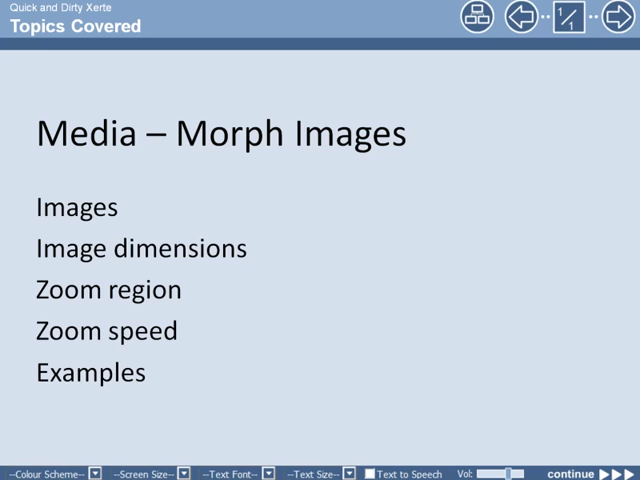 Quick and Dirty Xerte
Topics Covered
1/1
Media – Morph Images
Images
Image dimensions
Zoom region
Zoom speed
Examples
--Colour Scheme-- --Screen Size-- --Text Font-- --Text Size-- Text to Speech Vol: continue